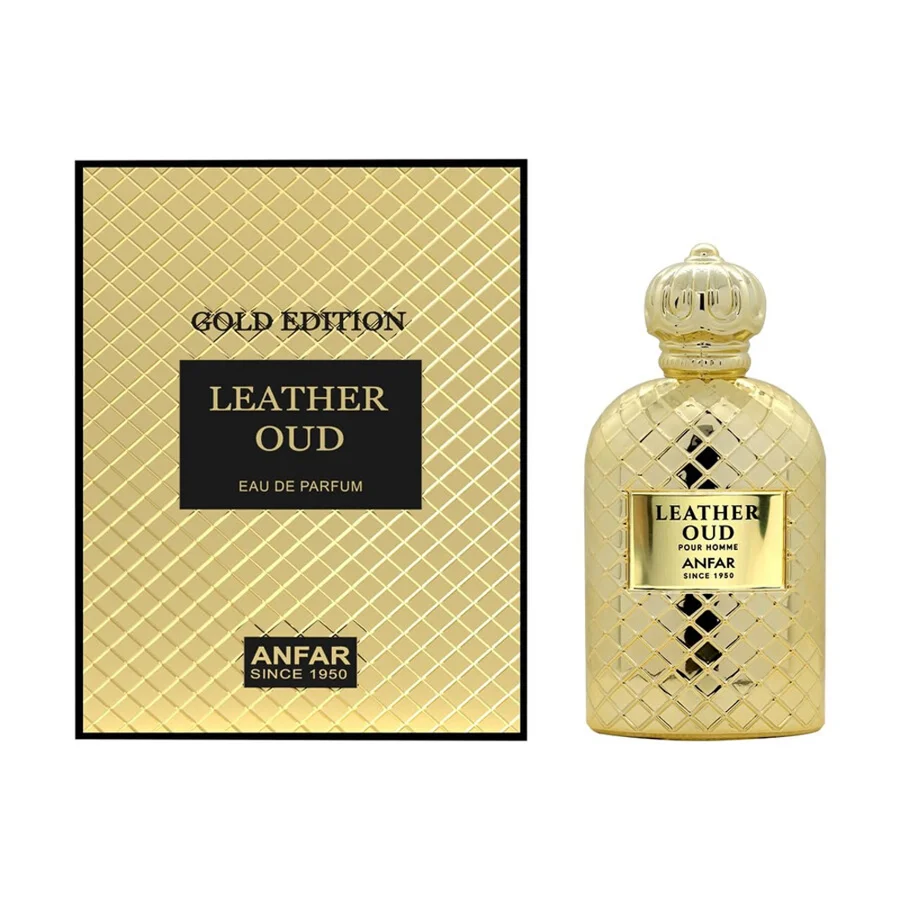 GOLD EDITION
LEATHER
OUD
EAU DE PARFUM
ANFAR
SINCE 1950
LEATHER
OUD
POUR HOMME
ANFAR
SINCE 1950